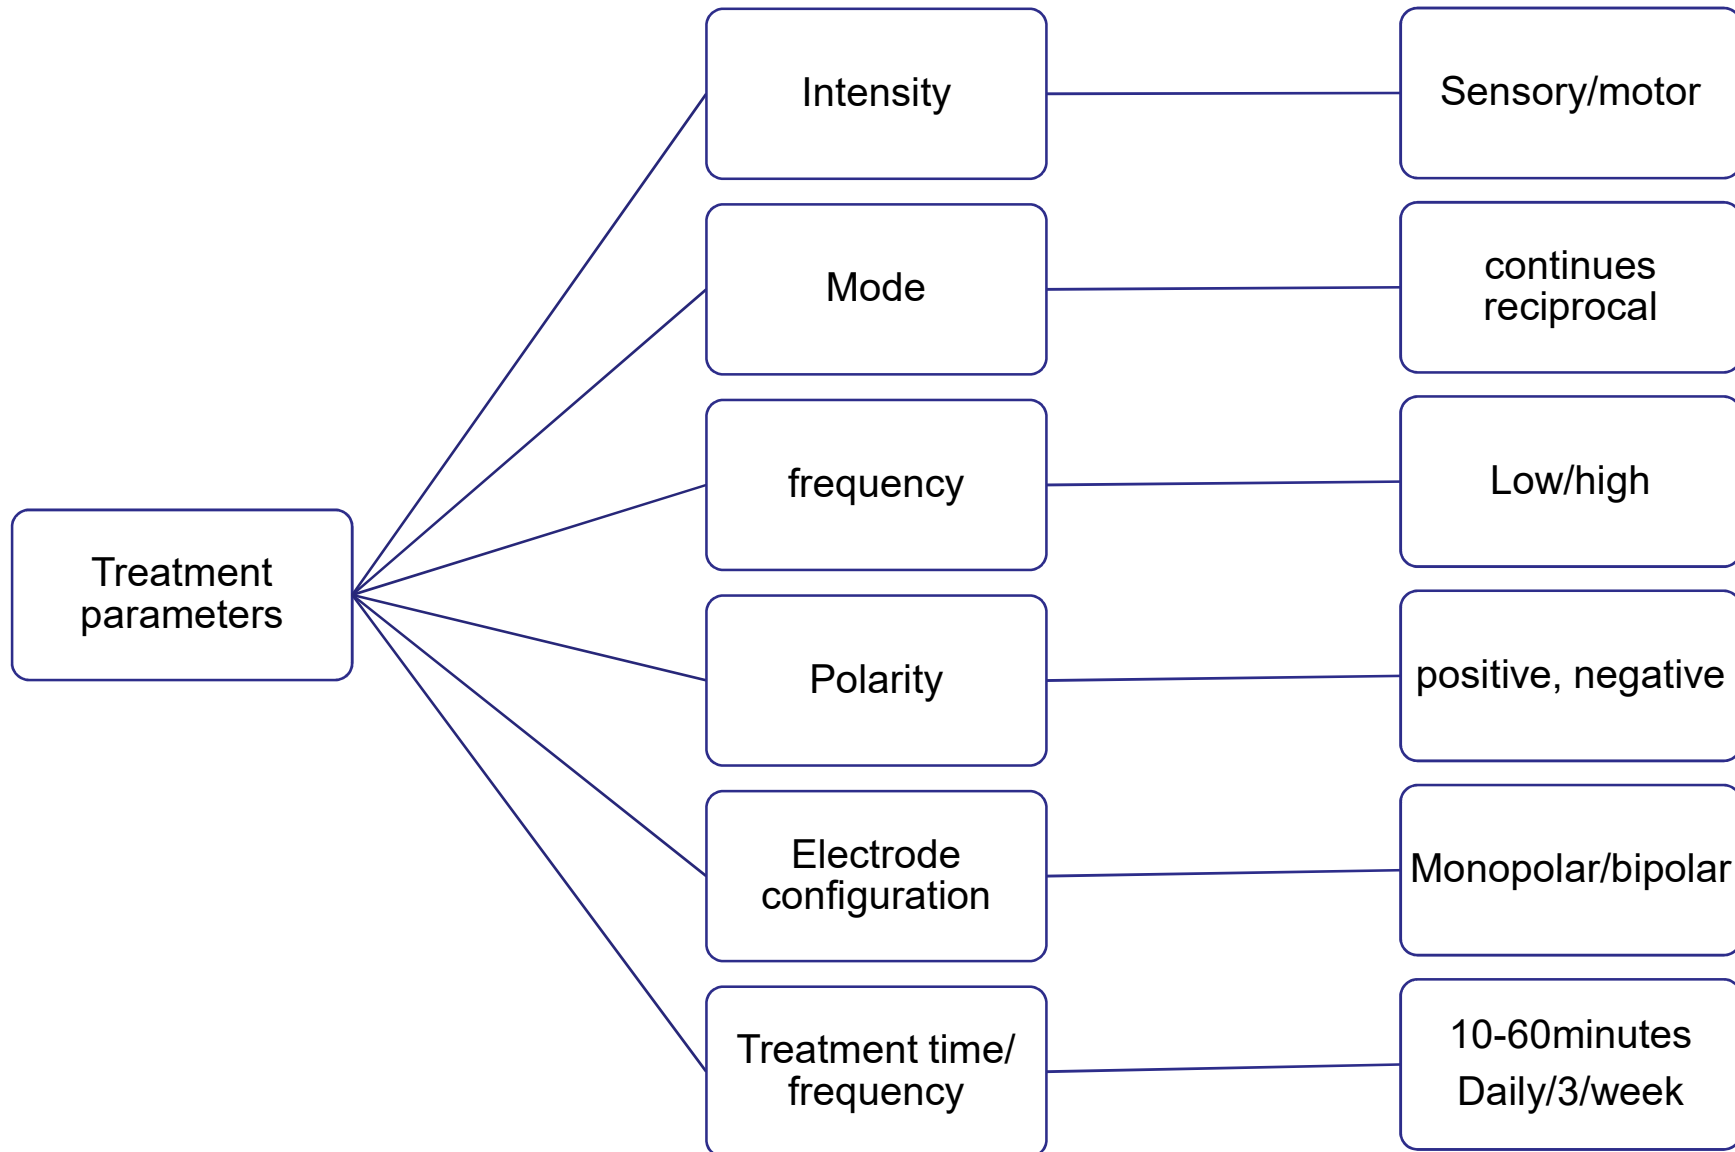 Treatment
parameters
Intensity
Sensory/motor
Mode
continues
reciprocal
frequency
Low/high
Polarity
positive, negative
Electrode
configuration
Monopolar/bipolar
Treatment time/
frequency
10-60minutes
Daily/3/week